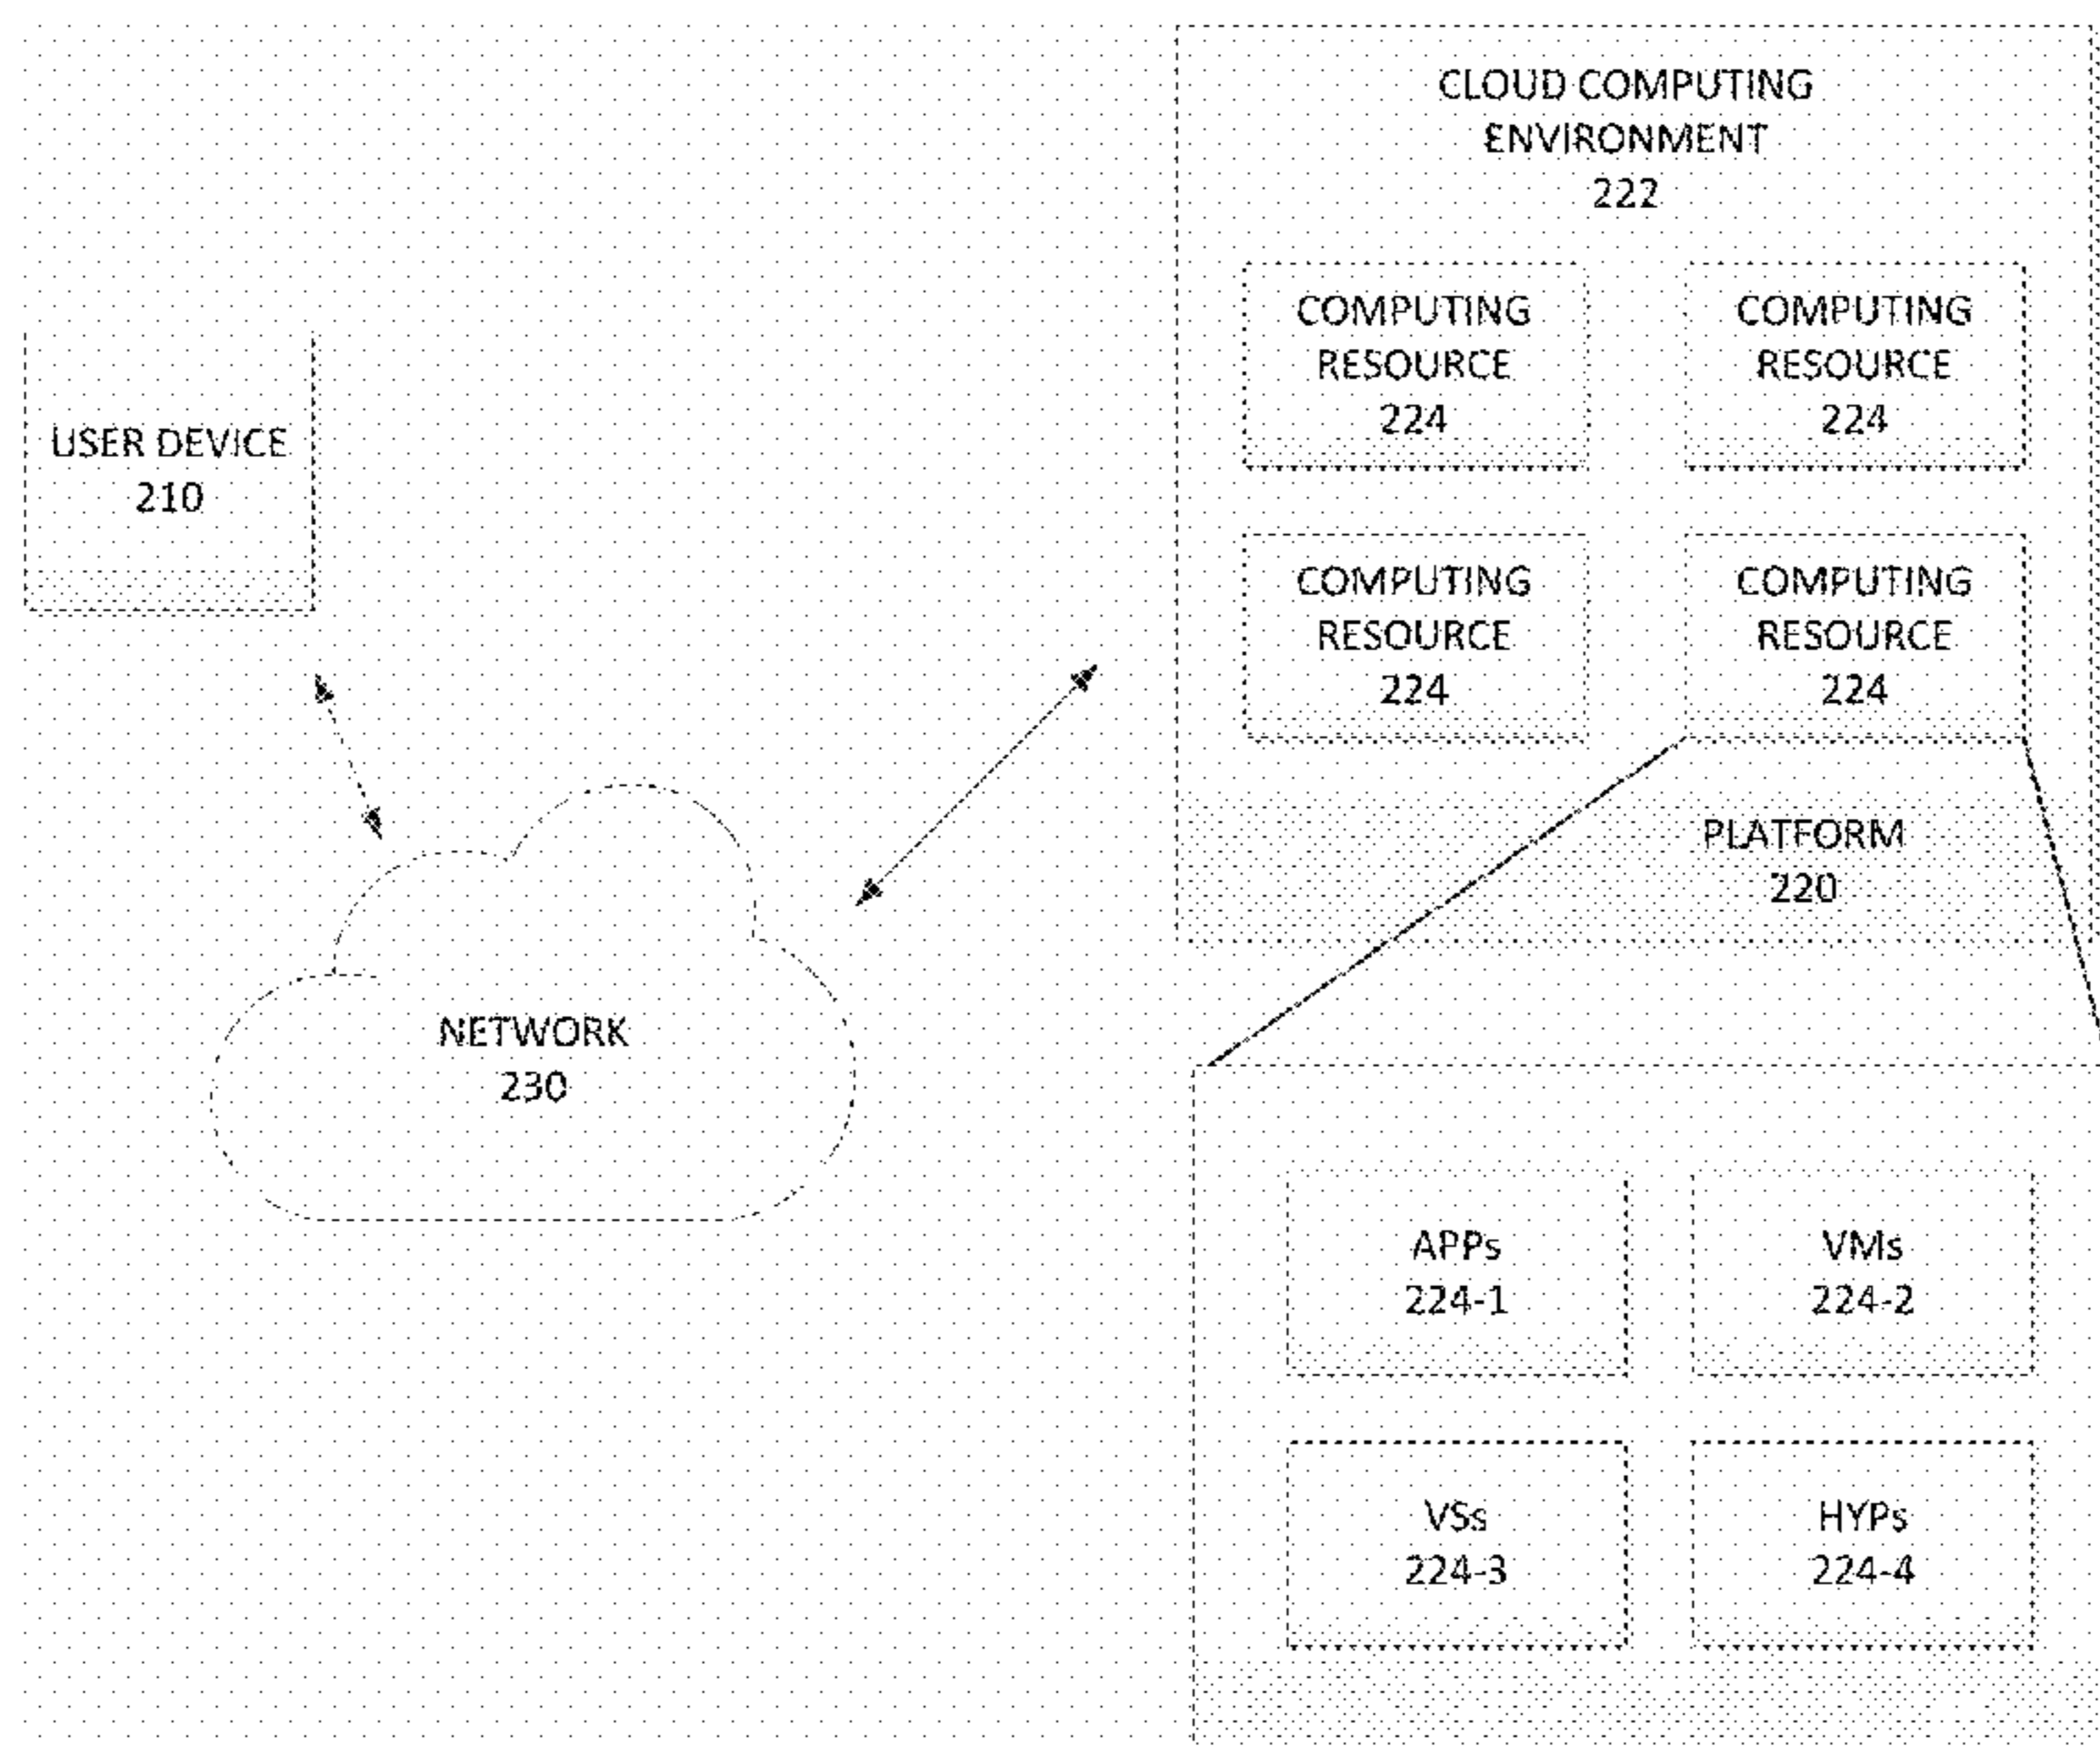 CLOUD COMPUTING
ENVIRONMENT
222
COMPUTING
RESOURCE
224
COMPUTING
RESOURCE
224
USER DEVICE
210
COMPUTING
RESOURCE
224
COMPUTING
RESOURCE
224
PLATFORM
220
NETWORK
230
APPs
224-1
VMs
224-2
VSs
224-3
HYPs
224-4